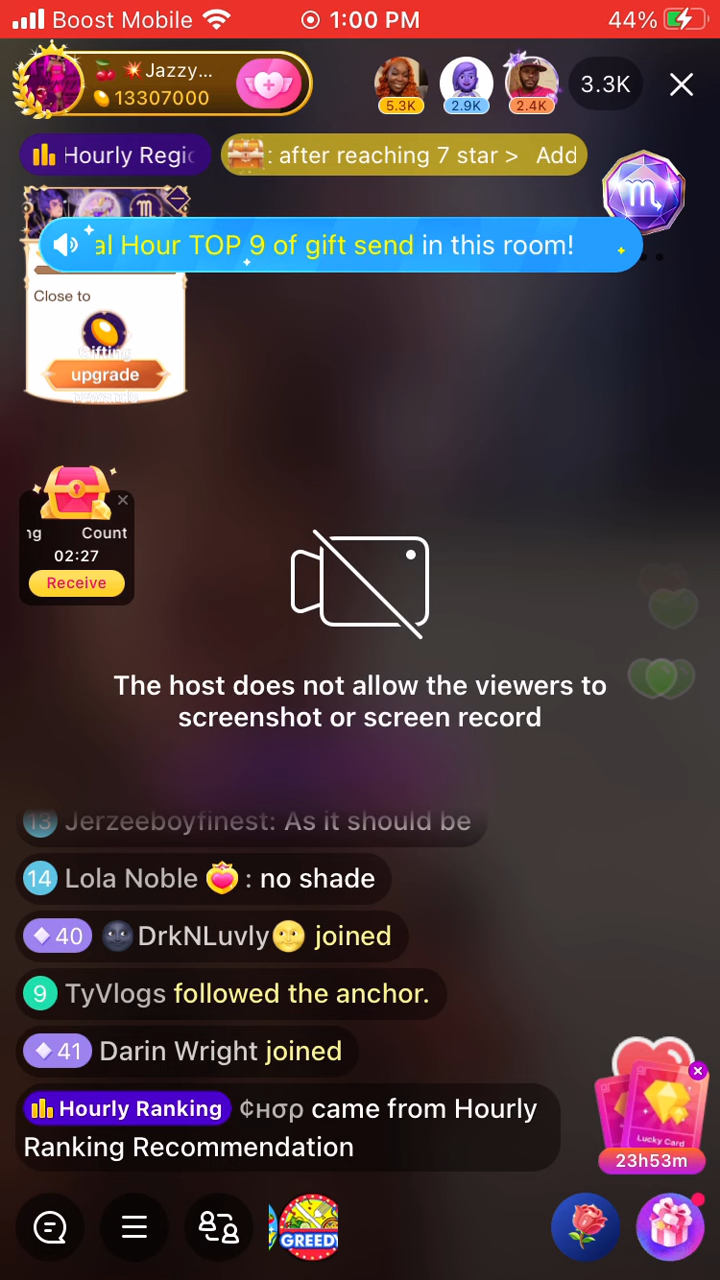 Boost Mobile
1:00 PM
44%
Jazzy...
13307000
5.3K
2.9K
2.4K
3.3K
Hourly Regic
: after reaching 7 star > Add
al Hour TOP 9 of gift send in this room!
Close to
Gifting
upgrade
ng Count
02:27
Receive
The host does not allow the viewers to
screenshot or screen record
13 Jerzeeboyfinest: As it should be
14 Lola Noble : no shade
40 DrkNLuvly joined
9 TyVlogs followed the anchor.
41 Darin Wright joined
Hourly Ranking ¢нσρ came from Hourly
Ranking Recommendation
Lucky Card
23h53m
GREEDY